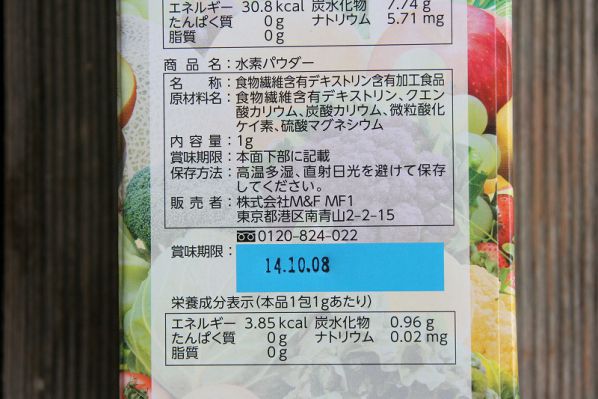 エネルギー 30.8kcal 炭水化物 7.74g
たんぱく質 0g ナトリウム 5.71mg
脂質 0g
商品名：水素パウダー
名称：食物繊維含有デキストリン含有加工食品
原材料名：食物繊維含有デキストリン、クエン
酸カリウム、炭酸カリウム、微粒酸化
ケイ素、硫酸マグネシウム
内容量：1g
賞味期限：本面下部に記載
保存方法：高温多湿、直射日光を避けて保存
してください。
販売者：株式会社M&F MF1
東京都港区南青山2-2-15
0120-824-022
賞味期限：
14.10.08
栄養成分表示（本品1包1gあたり）
エネルギー 3.85kcal 炭水化物 0.96g
たんぱく質 0g ナトリウム 0.02mg
脂質 0g